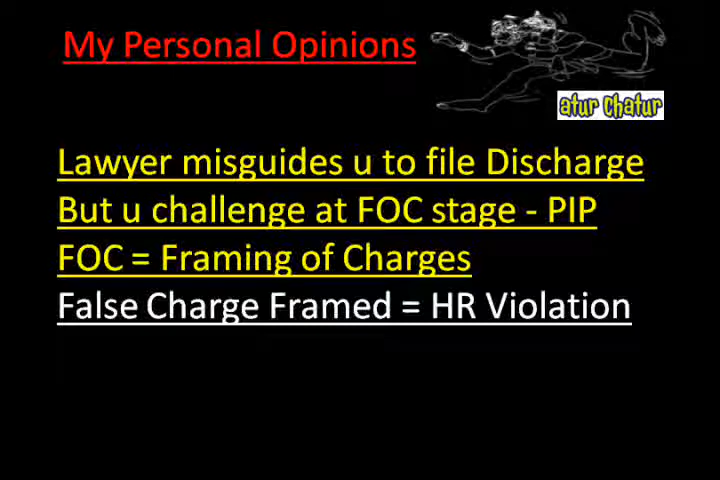 My Personal Opinions
atur chatur
Lawyer misguides u to file Discharge
But u challenge at FOC stage - PIP
FOC = Framing of Charges
False Charge Framed = HR Violation